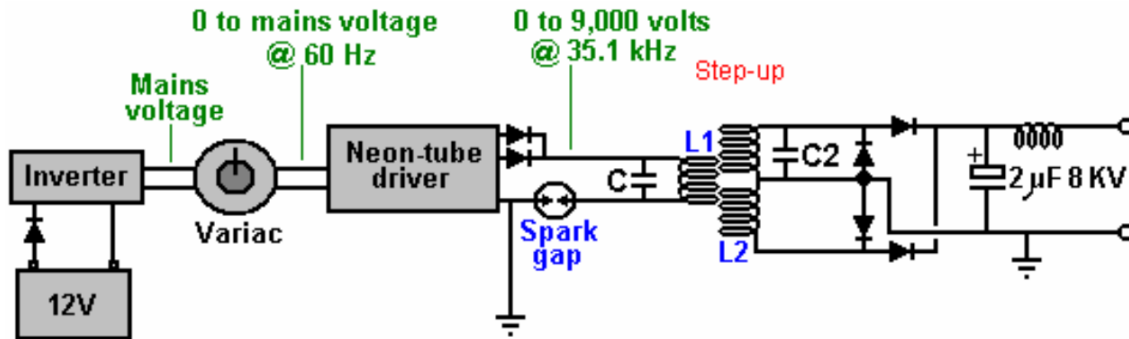 0 to mains voltage
@ 60 Hz
0 to 9,000 volts
@ 35.1 kHz
Step-up
Mains
voltage
Inverter
Variac
Neon-tube
driver
C
Spark
gap
L1
L2
C2
+
2 µF 8 KV
12V